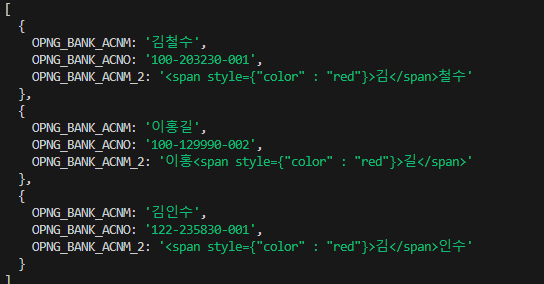 [
  {
    OPNG_BANK_ACNM: '김철수',
    OPNG_BANK_ACNO: '100-203230-001',
    OPNG_BANK_ACNM_2: '<span style={"color" : "red"}>김</span>철수'
  },
  {
    OPNG_BANK_ACNM: '이홍길',
    OPNG_BANK_ACNO: '100-129990-002',
    OPNG_BANK_ACNM_2: '이홍<span style={"color" : "red"}>길</span>'
  },
  {
    OPNG_BANK_ACNM: '김인수',
    OPNG_BANK_ACNO: '122-235830-001',
    OPNG_BANK_ACNM_2: '<span style={"color" : "red"}>김</span>인수'
  }
]